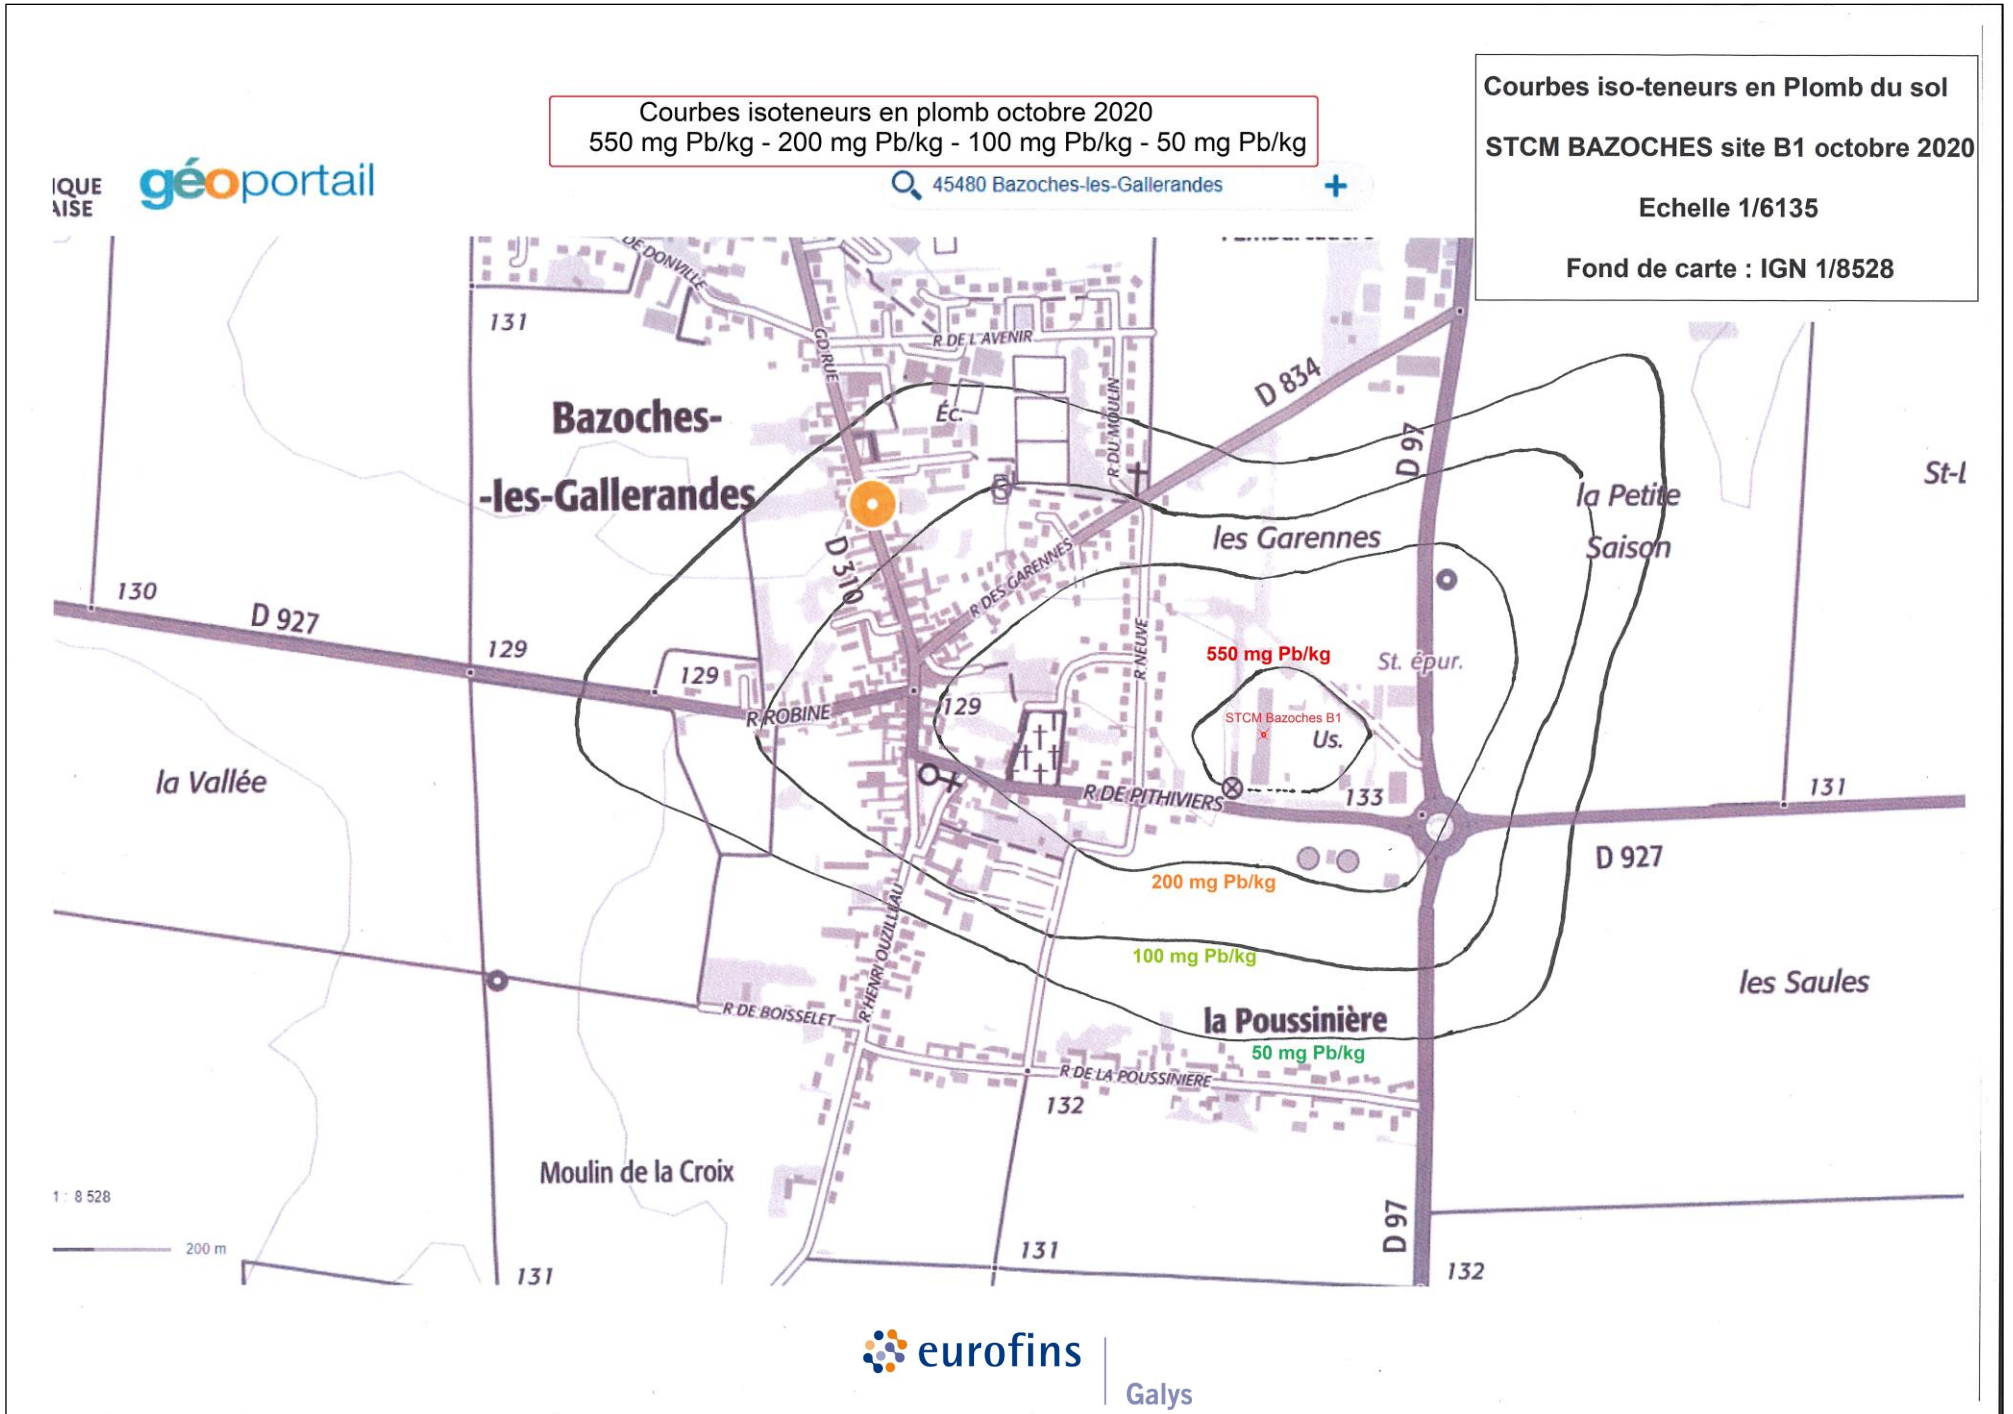 Courbes iso-teneurs en Plomb du sol
STCM BAZOCHES site B1 octobre 2020
Echelle 1/6135
Fond de carte : IGN 1/8528
Courbes isoteneurs en plomb octobre 2020
550 mg Pb/kg - 200 mg Pb/kg - 100 mg Pb/kg - 50 mg Pb/kg
IQUE
AISE
géoportail
45480 Bazoches-les-Gallerandes
DE DONVILLE
131
GD RUE
R DE L'AVENIR
D 834
Bazoches-
Éc.
R DU MOULIN
D 97
-les-Gallerandes
la Petite
St-L
les Garennes
Saison
D 310
R DES GARENNES
130
D 927
129
129
R NEUVE
550 mg Pb/kg
St. épur.
129
R ROBINE
STCM Bazoches B1
Us.
la Vallée
R DE PITHIVIERS
133
131
D 927
200 mg Pb/kg
R HENRI OUZILLEAU
100 mg Pb/kg
les Saules
R DE BOISSELET
la Poussinière
50 mg Pb/kg
R DE LA POUSSINIERE
132
Moulin de la Croix
1 : 8 528
D 97
200 m
131
131
132
eurofins
Galys